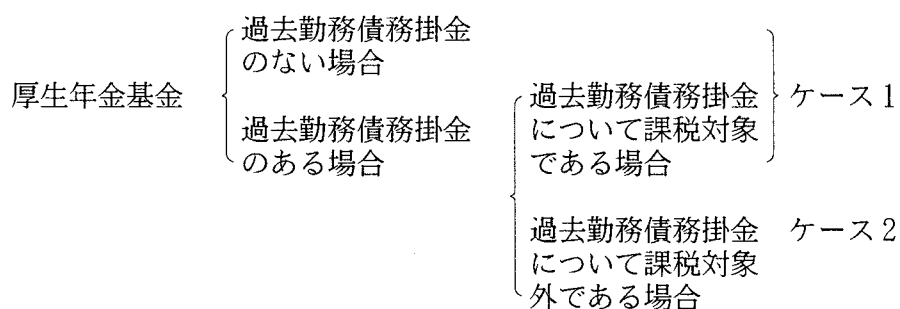 厚生年金基金
過去勤務債務掛金
のない場合
過去勤務債務掛金
のある場合
過去勤務債務掛金
について課税対象
である場合
ケース1
過去勤務債務掛金
について課税対象
外である場合
ケース2